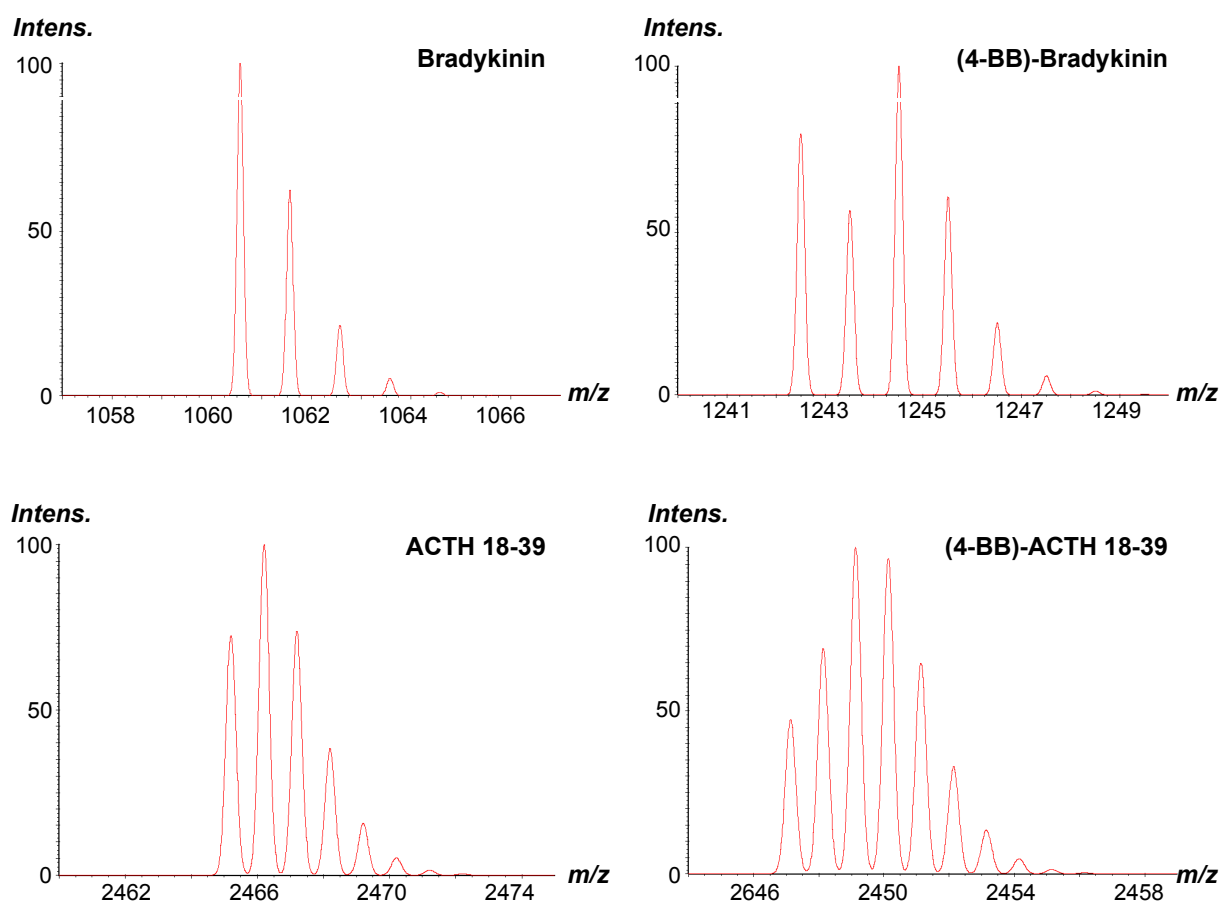 Intens.
Bradykinin
100
50
0
1058 1060 1062 1064 1066
m/z
Intens.
(4-BB)-Bradykinin
100
50
0
1241 1243 1245 1247 1249
m/z
Intens.
ACTH 18-39
100
50
0
2462 2466 2470 2474
m/z
Intens.
(4-BB)-ACTH 18-39
100
50
0
2646 2450 2454 2458
m/z